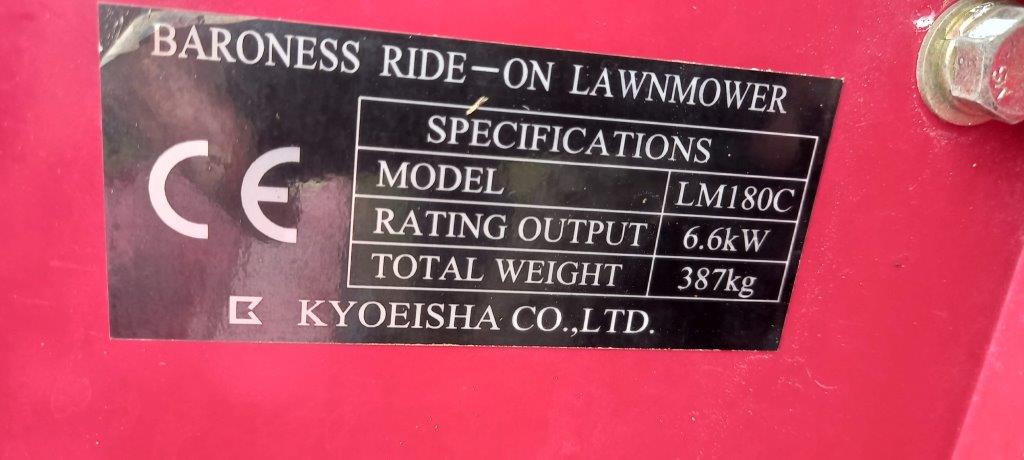 BARONESS RIDE-ON LAWNMOWER
SPECIFICATIONS
CE
MODEL LM180C
RATING OUTPUT 6.6kW
TOTAL WEIGHT 387kg
KYOEISHA CO.,LTD.